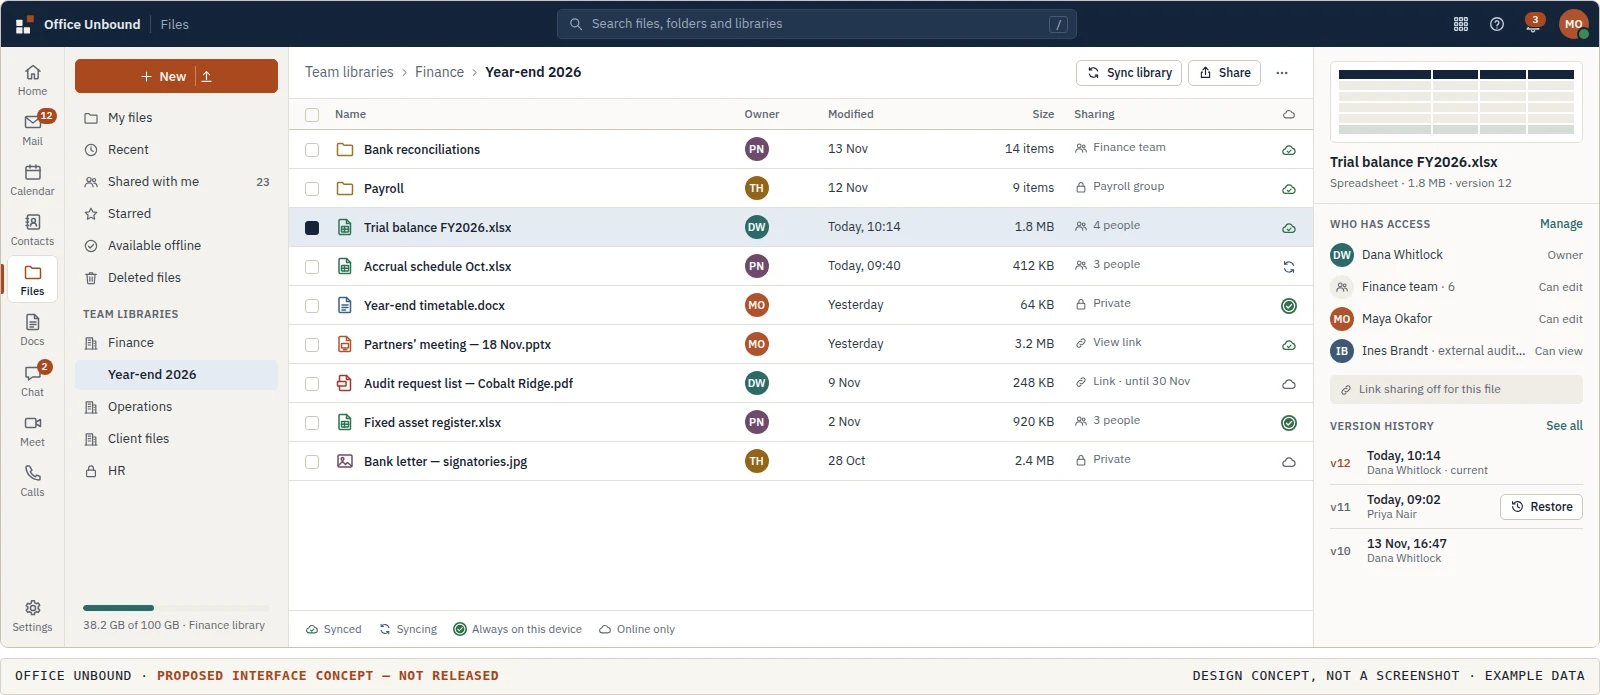 Office Unbound Files
Search files, folders and libraries /
3
MO
Home
12
Mail
Calendar
Contacts
Files
Docs
2
Chat
Meet
Calls
Settings
New
My files
Recent
Shared with me 23
Starred
Available offline
Deleted files
TEAM LIBRARIES
Finance
Year-end 2026
Operations
Client files
HR
38.2 GB of 100 GB · Finance library
Team libraries › Finance › Year-end 2026
Sync library Share ···
Name Owner Modified Size Sharing
Bank reconciliations PN 13 Nov 14 items Finance team
Payroll TH 12 Nov 9 items Payroll group
Trial balance FY2026.xlsx DW Today, 10:14 1.8 MB 4 people
Accrual schedule Oct.xlsx PN Today, 09:40 412 KB 3 people
Year-end timetable.docx MO Yesterday 64 KB Private
Partners’ meeting — 18 Nov.pptx MO Yesterday 3.2 MB View link
Audit request list — Cobalt Ridge.pdf DW 9 Nov 248 KB Link · until 30 Nov
Fixed asset register.xlsx PN 2 Nov 920 KB 3 people
Bank letter — signatories.jpg TH 28 Oct 2.4 MB Private
Synced Syncing Always on this device Online only
Trial balance FY2026.xlsx
Spreadsheet · 1.8 MB · version 12
WHO HAS ACCESS Manage
DW Dana Whitlock Owner
Finance team · 6 Can edit
MO Maya Okafor Can edit
IB Ines Brandt · external audit… Can view
Link sharing off for this file
VERSION HISTORY See all
v12 Today, 10:14
Dana Whitlock · current
v11 Today, 09:02
Priya Nair
Restore
v10 13 Nov, 16:47
Dana Whitlock
OFFICE UNBOUND · PROPOSED INTERFACE CONCEPT — NOT RELEASED
DESIGN CONCEPT, NOT A SCREENSHOT · EXAMPLE DATA